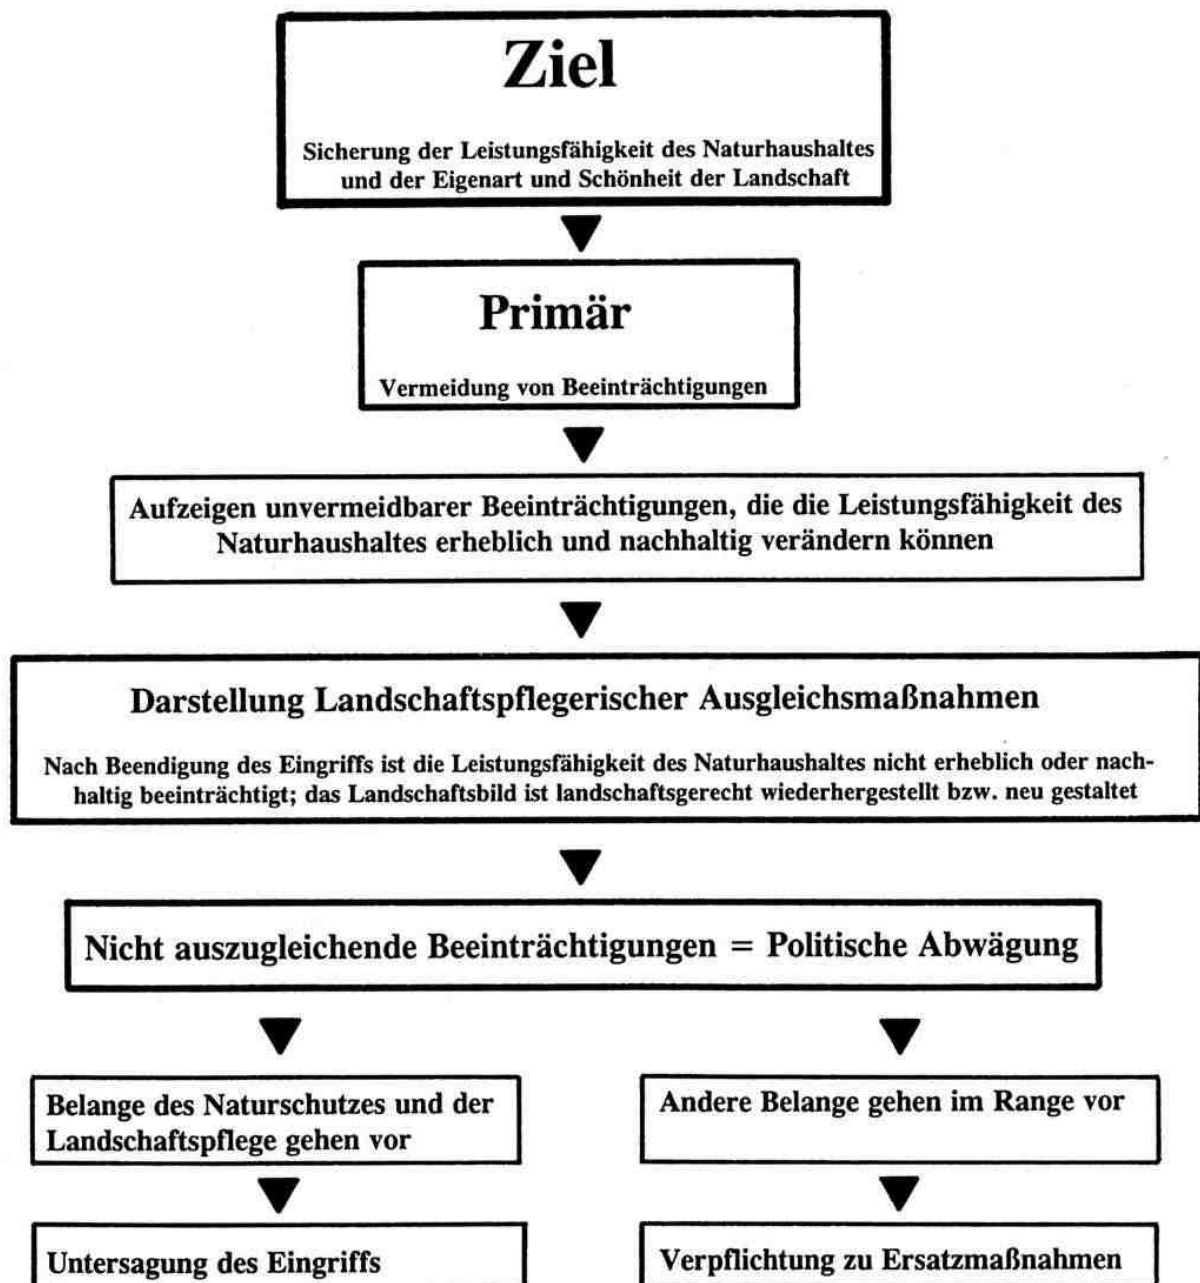 Ziel
Sicherung der Leistungsfähigkeit des Naturhaushaltes
und der Eigenart und Schönheit der Landschaft
Primär
Vermeidung von Beeinträchtigungen
Aufzeigen unvermeidbarer Beeinträchtigungen, die die Leistungsfähigkeit des
Naturhaushaltes erheblich und nachhaltig verändern können
Darstellung Landschaftspflegerischer Ausgleichsmaßnahmen
Nach Beendigung des Eingriffs ist die Leistungsfähigkeit des Naturhaushaltes nicht erheblich oder nach-
haltig beeinträchtigt; das Landschaftsbild ist landschaftsgerecht wiederhergestellt bzw. neu gestaltet
Nicht auszugleichende Beeinträchtigungen = Politische Abwägung
Belange des Naturschutzes und der
Landschaftspflege gehen vor
Andere Belange gehen im Range vor
Untersagung des Eingriffs
Verpflichtung zu Ersatzmaßnahmen